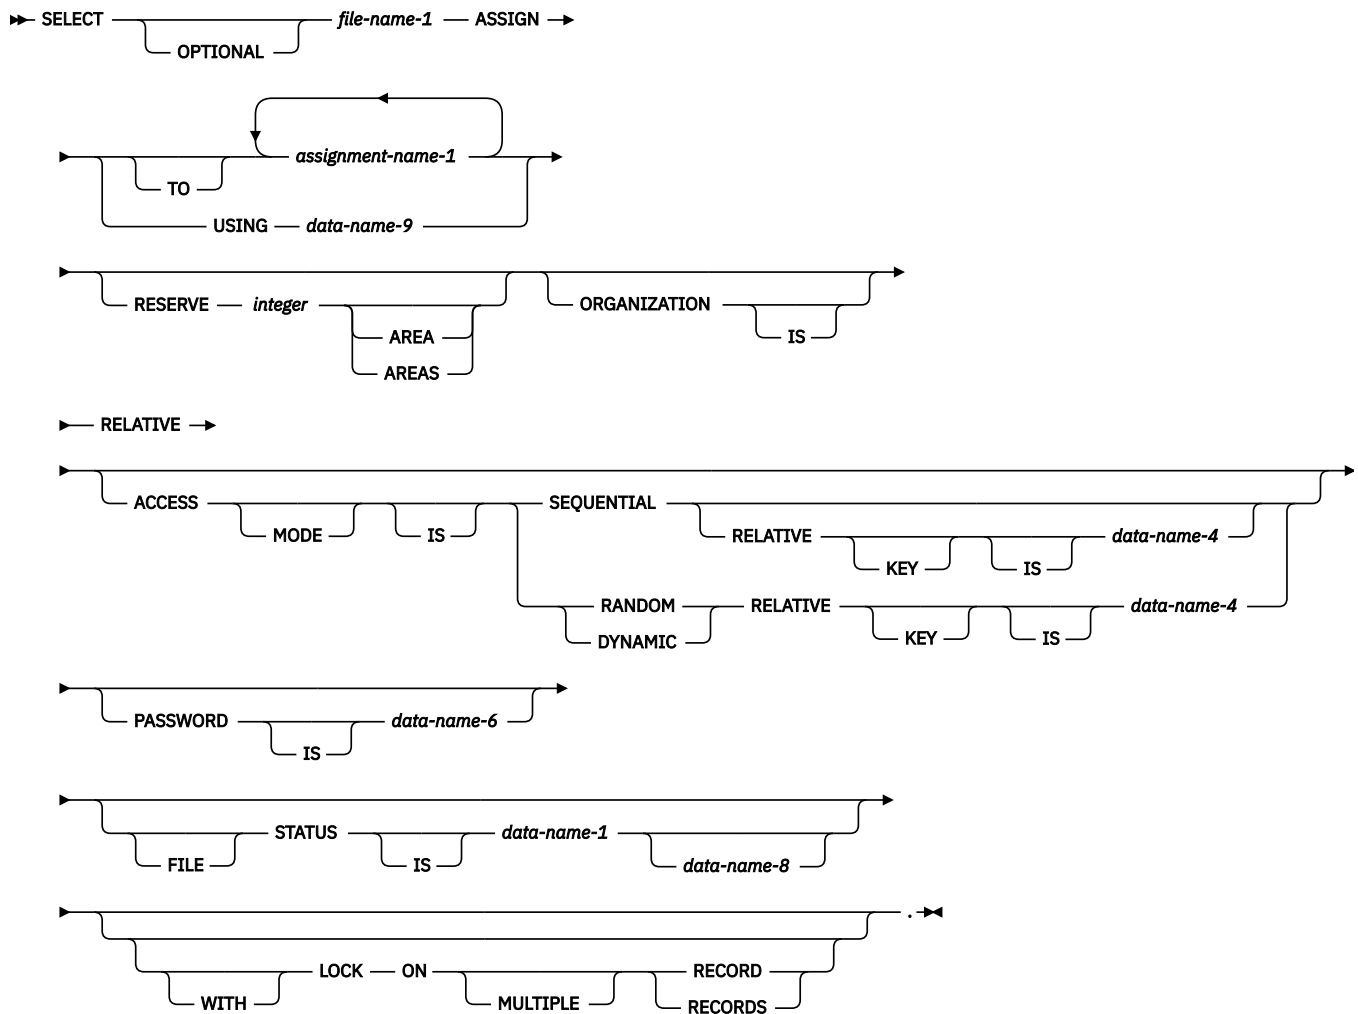 SELECT file-name-1 ASSIGN
OPTIONAL
assignment-name-1
TO
USING data-name-9
RESERVE integer ORGANIZATION
AREA IS
AREAS
RELATIVE
ACCESS SEQUENTIAL
MODE IS RELATIVE data-name-4
KEY IS
RANDOM RELATIVE data-name-4
DYNAMIC KEY IS
PASSWORD data-name-6
IS
STATUS data-name-1
FILE IS data-name-8
.
LOCK ON RECORD
WITH MULTIPLE RECORDS